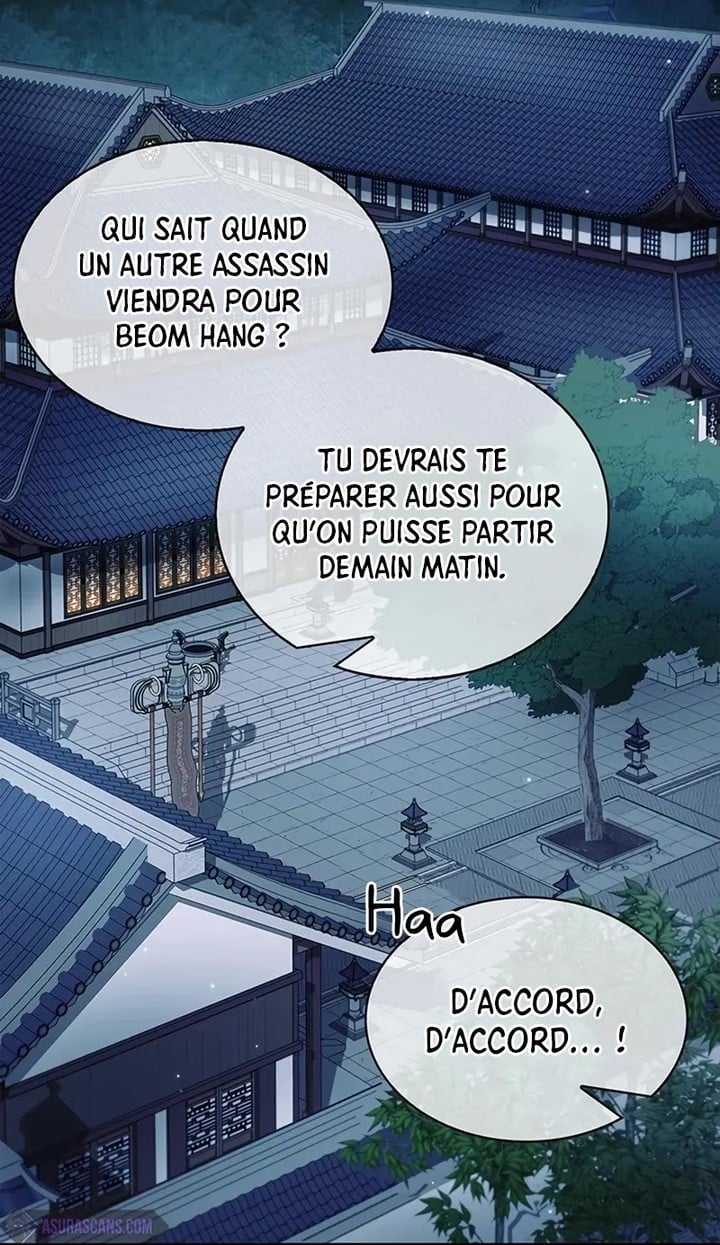 QUI SAIT QUAND
UN AUTRE ASSASSIN
VIENDRA POUR
BEOM HANG ?
TU DEVRAIS TE
PRÉPARER AUSSI POUR
QU'ON PUISSE PARTIR
DEMAIN MATIN.
Haa
D'ACCORD,
D'ACCORD... !
ASURASCANS.COM